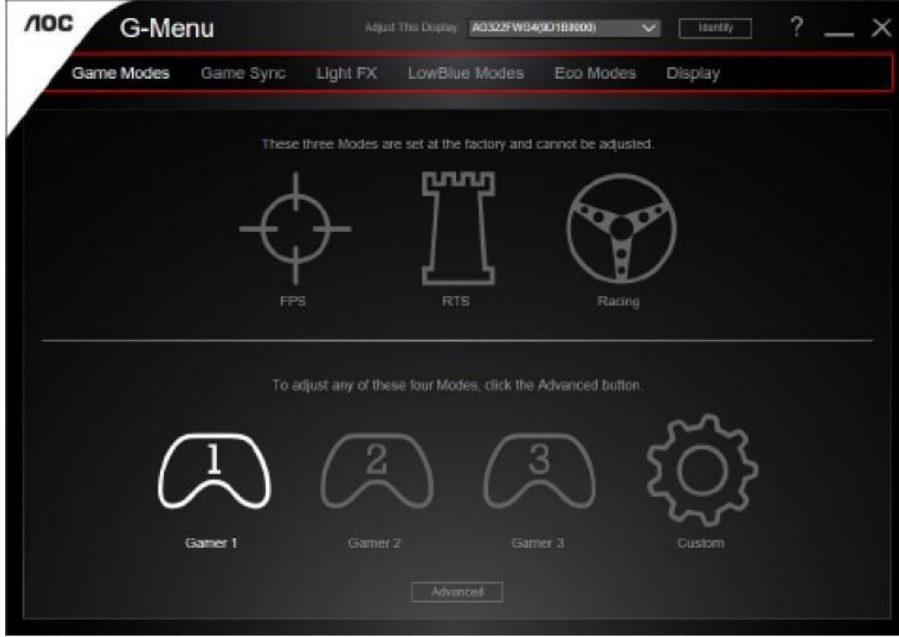 AOC
G-Menu
Adjust This Display:
Identify
?
Game Modes Game Sync Light FX LowBlue Modes Eco Modes Display
These three Modes are set at the factory and cannot be adjusted.
FPS RTS Racing
To adjust any of these four Modes, click the Advanced button.
1 2 3
Gamer 1 Gamer 2 Gamer 3 Custom
Advanced